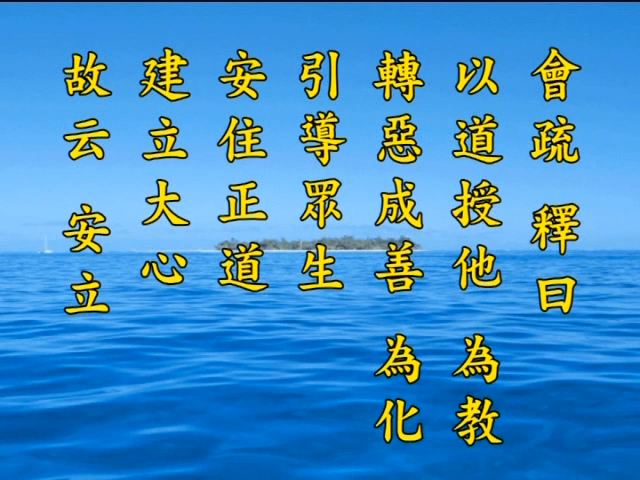 會疏 釋曰
以道授他 為教
轉惡成善 為化
引導眾生
安住正道
建立大心
故云 安立